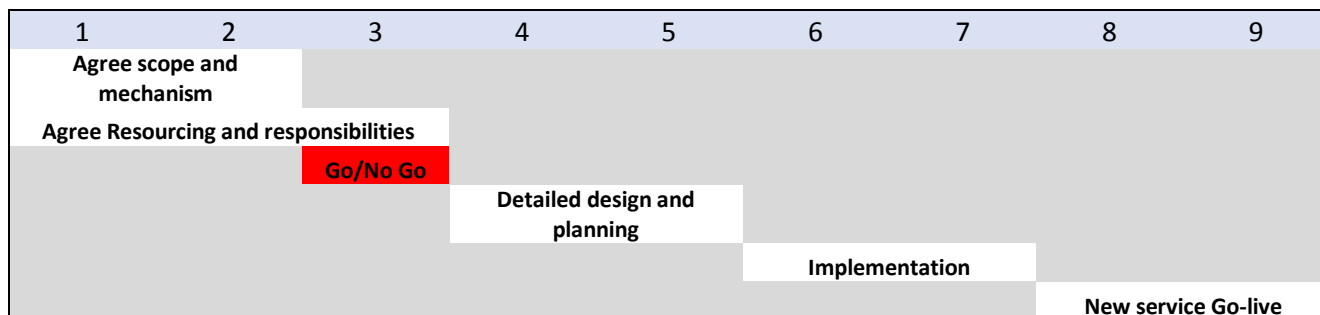 1 2 3 4 5 6 7 8 9
Agree scope and
mechanism
Agree Resourcing and responsibilities
Go/No Go
Detailed design and
planning
Implementation
New service Go-live